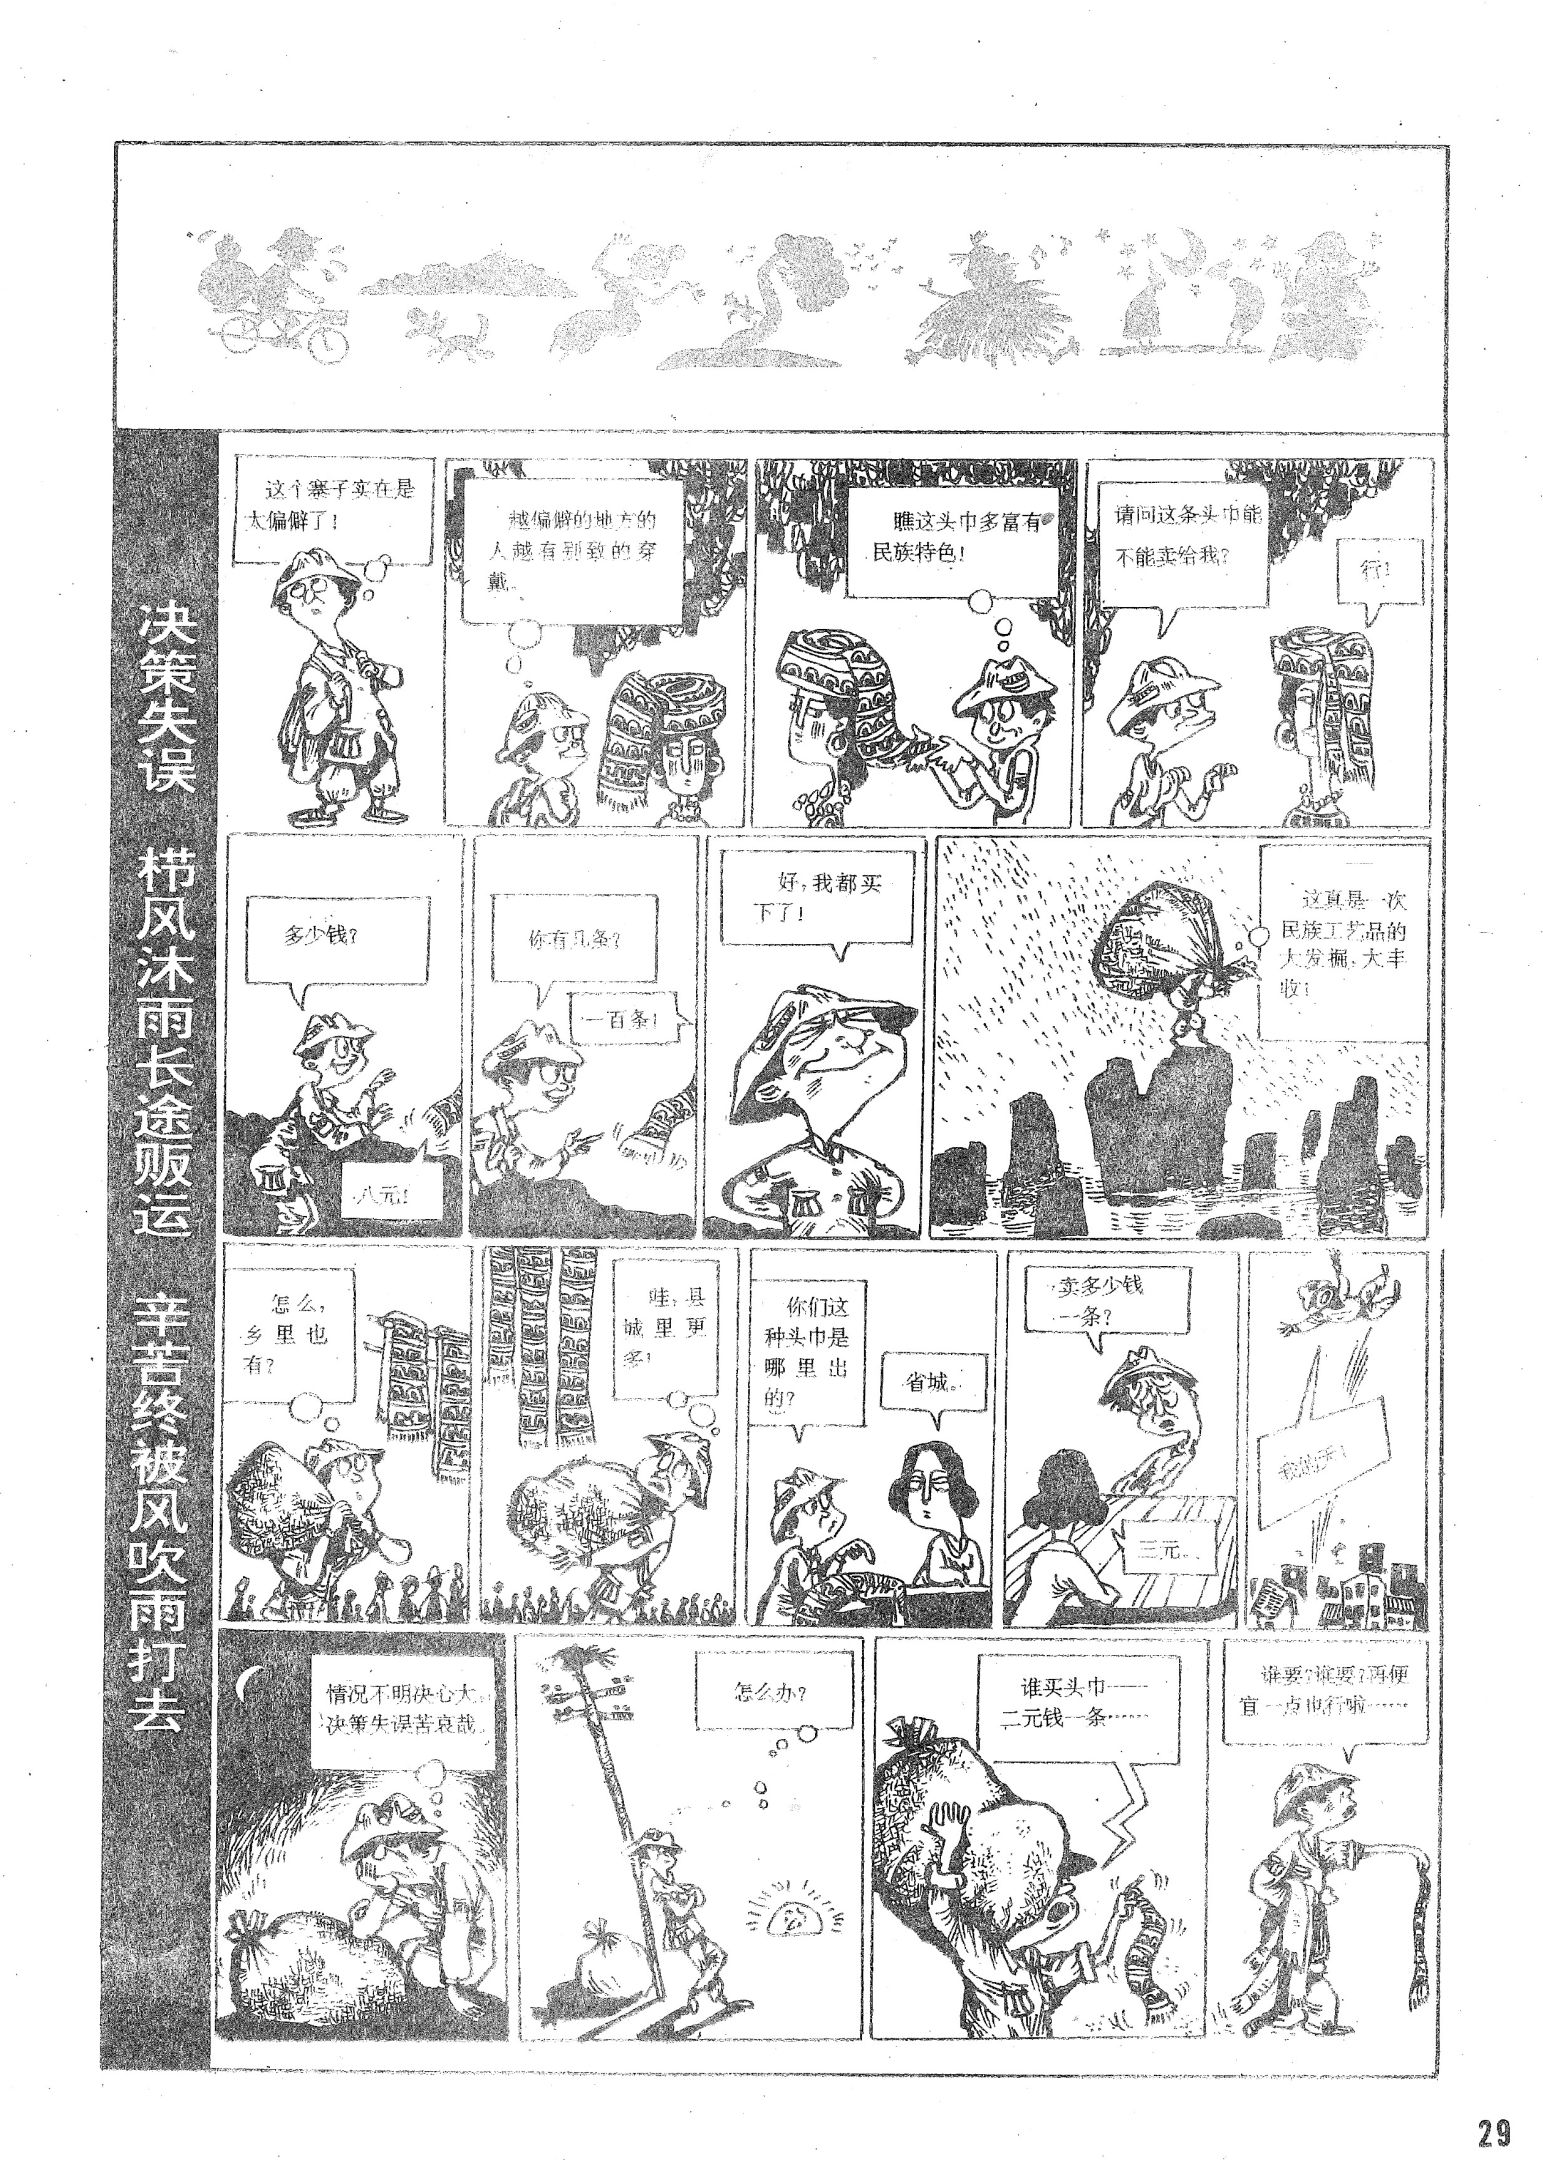 决策失误 栉风沐雨长途贩运 辛苦终被风吹雨打去
这个寨子实在是
太偏僻了！
越偏僻的地方的
人越有别致的穿
戴。
瞧这头巾多富有
民族特色！
请问这条头巾能
不能卖给我？
行！
多少钱？
八元！
你有几条？
一百条！
好，我都买
下了！
这真是一次
民族工艺品的
大发掘，大丰
收！
怎么，
乡里也
有？
哇，县
城里更
多！
你们这
种头巾是
哪里出
的？
省城。
卖多少钱
一条？
三元。
我的天！
情况不明决心大，
决策失误苦哀哉。
怎么办？
谁买头巾——
二元钱一条……
谁要？谁要？再便
宜一点也行啦……
29